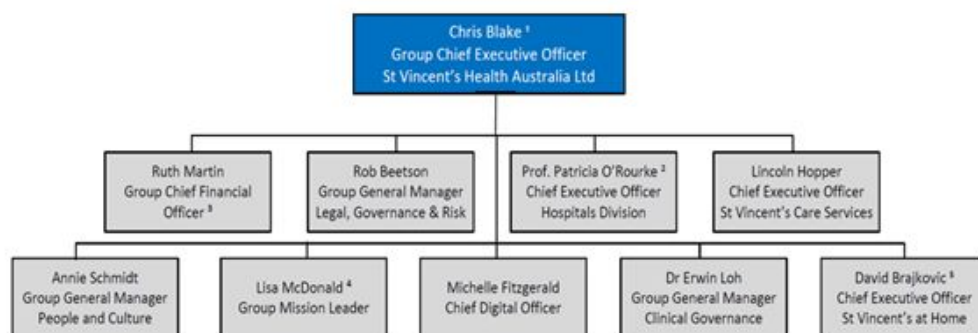 Chris Blake ¹
Group Chief Executive Officer
St Vincent's Health Australia Ltd
Ruth Martin
Group Chief Financial
Officer ³
Rob Beetson
Group General Manager
Legal, Governance & Risk
Prof. Patricia O'Rourke ²
Chief Executive Officer
Hospitals Division
Lincoln Hopper
Chief Executive Officer
St Vincent's Care Services
Annie Schmidt
Group General Manager
People and Culture
Lisa McDonald ⁴
Group Mission Leader
Michelle Fitzgerald
Chief Digital Officer
Dr Erwin Loh
Group General Manager
Clinical Governance
David Brajkovic ⁵
Chief Executive Officer
St Vincent's at Home